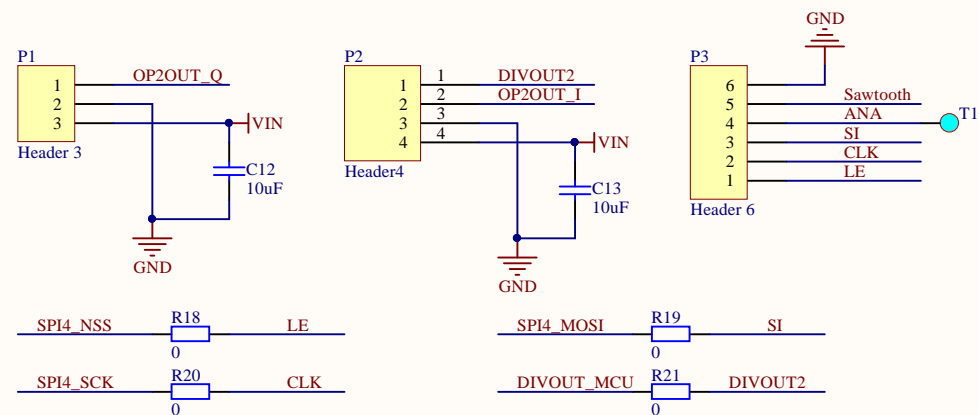 GND
P1
P2
P3
1
OP2OUT_Q
2
3
VIN
Header 3
C12
10uF
GND
1
1
DIVOUT2
2
2
OP2OUT_I
3
3
4
4
VIN
Header4
C13
10uF
GND
6
5
Sawtooth
4
ANA
T1
3
SI
2
CLK
1
LE
Header 6
SPI4_NSS
R18
0
LE
SPI4_MOSI
R19
0
SI
SPI4_SCK
R20
0
CLK
DIVOUT_MCU
R21
0
DIVOUT2